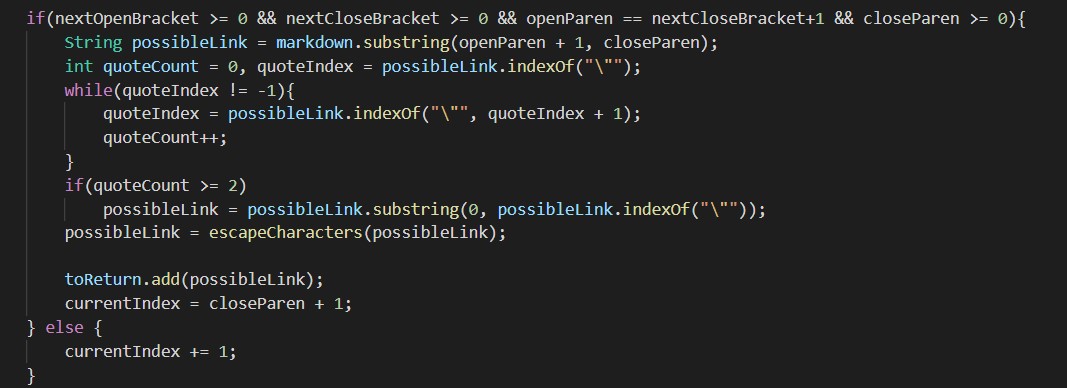 if(nextOpenBracket >= 0 && nextCloseBracket >= 0 && openParen == nextCloseBracket+1 && closeParen >= 0){
    String possibleLink = markdown.substring(openParen + 1, closeParen);
    int quoteCount = 0, quoteIndex = possibleLink.indexOf("\"");
    while(quoteIndex != -1){
        quoteIndex = possibleLink.indexOf("\"", quoteIndex + 1);
        quoteCount++;
    }
    if(quoteCount >= 2)
        possibleLink = possibleLink.substring(0, possibleLink.indexOf("\""));
    possibleLink = escapeCharacters(possibleLink);

    toReturn.add(possibleLink);
    currentIndex = closeParen + 1;
} else {
    currentIndex += 1;
}